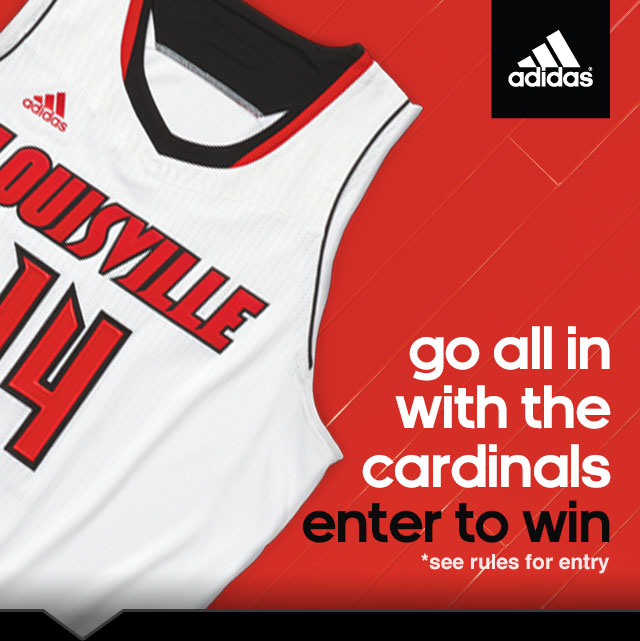 adidas
adidas
LOUISVILLE
14
go all in
with the
cardinals
enter to win
*see rules for entry